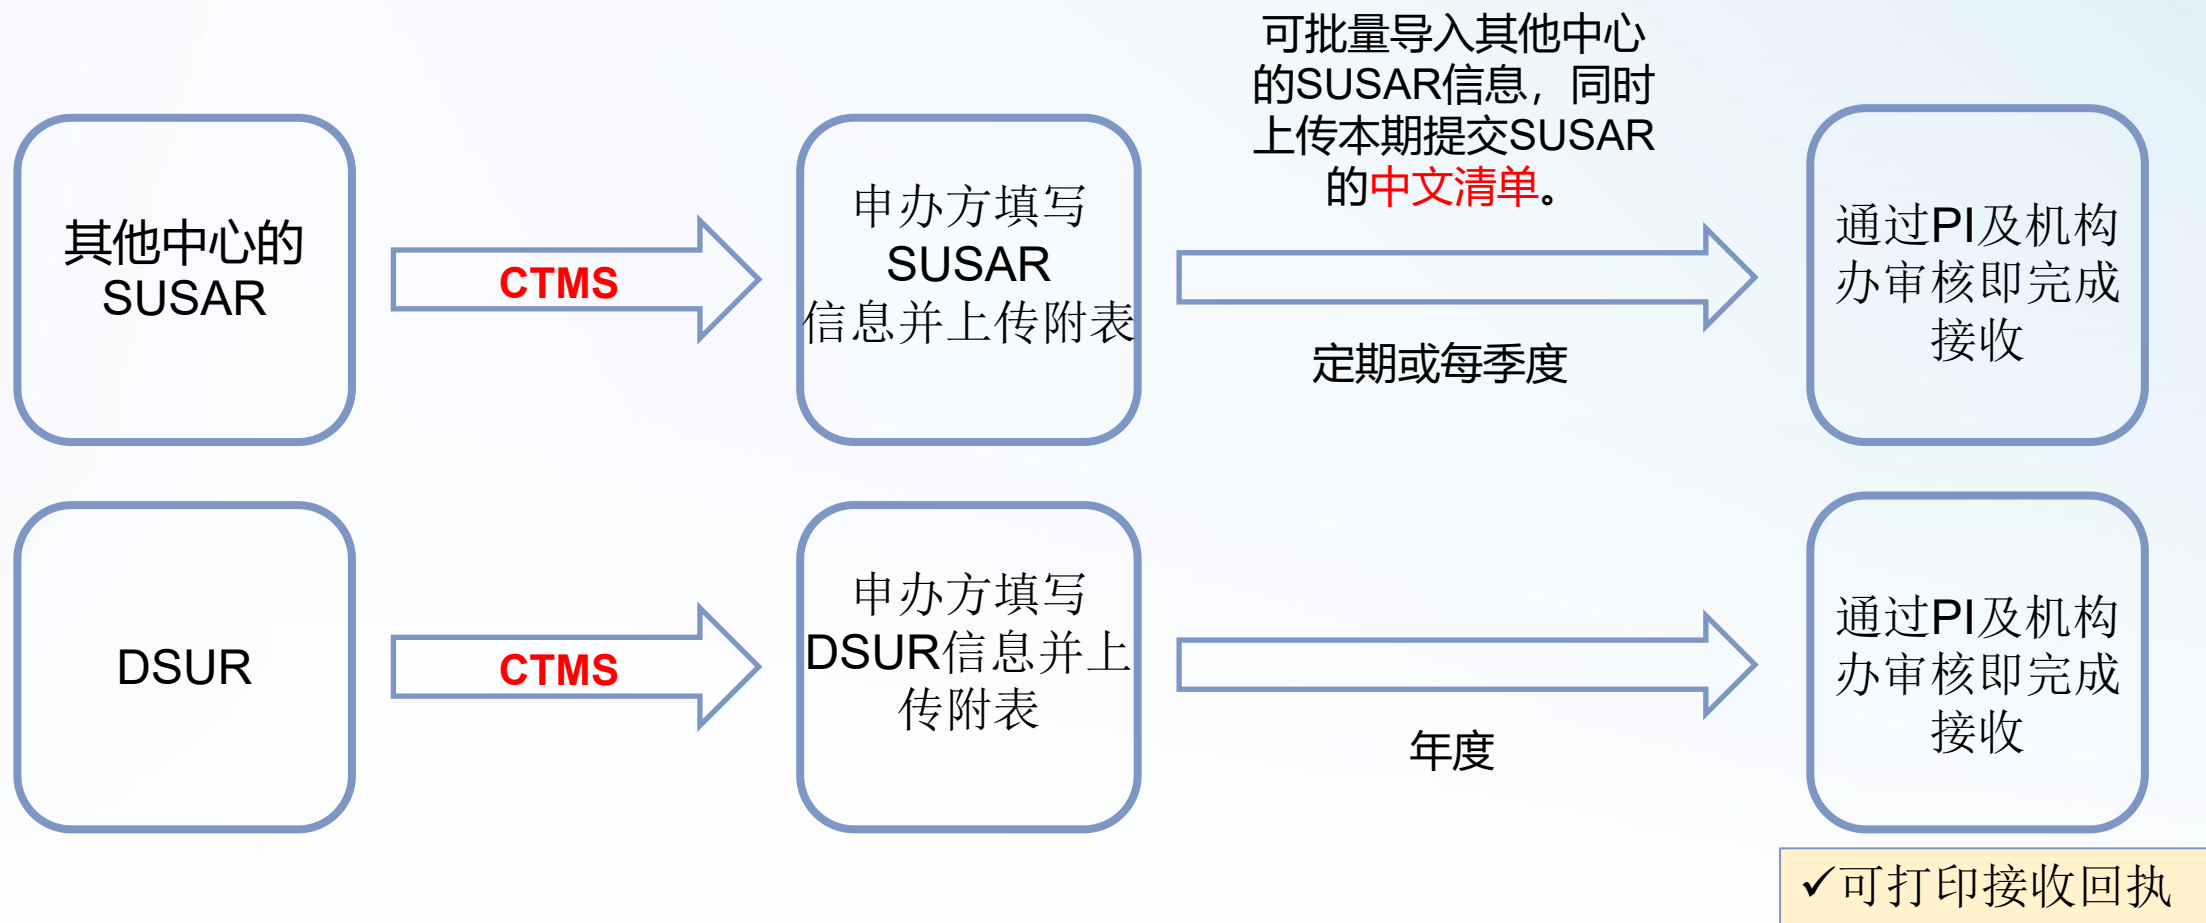 其他中心的
SUSAR
CTMS
申办方填写
SUSAR
信息并上传附表
可批量导入其他中心
的SUSAR信息，同时
上传本期提交SUSAR
的中文清单。
定期或每季度
通过PI及机构
办审核即完成
接收
DSUR
CTMS
申办方填写
DSUR信息并上
传附表
年度
通过PI及机构
办审核即完成
接收
✓可打印接收回执